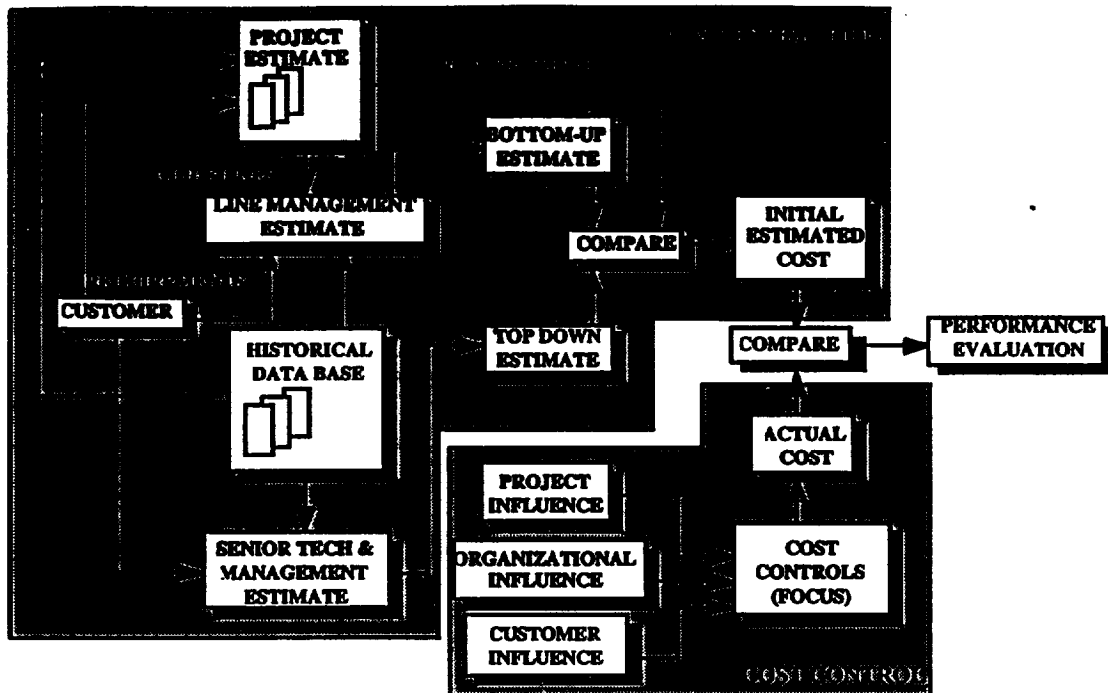 PROJECT
ESTIMATE
BOTTOM-UP
ESTIMATE
LINE MANAGEMENT
ESTIMATE
INITIAL
ESTIMATED
COST
COMPARE
CUSTOMER
HISTORICAL
DATA BASE
TOP DOWN
ESTIMATE
COMPARE
PERFORMANCE
EVALUATION
ACTUAL
COST
PROJECT
INFLUENCE
SENIOR TECH &
MANAGEMENT
ESTIMATE
ORGANIZATIONAL
INFLUENCE
COST
CONTROLS
(FOCUS)
CUSTOMER
INFLUENCE
COST CONTROL